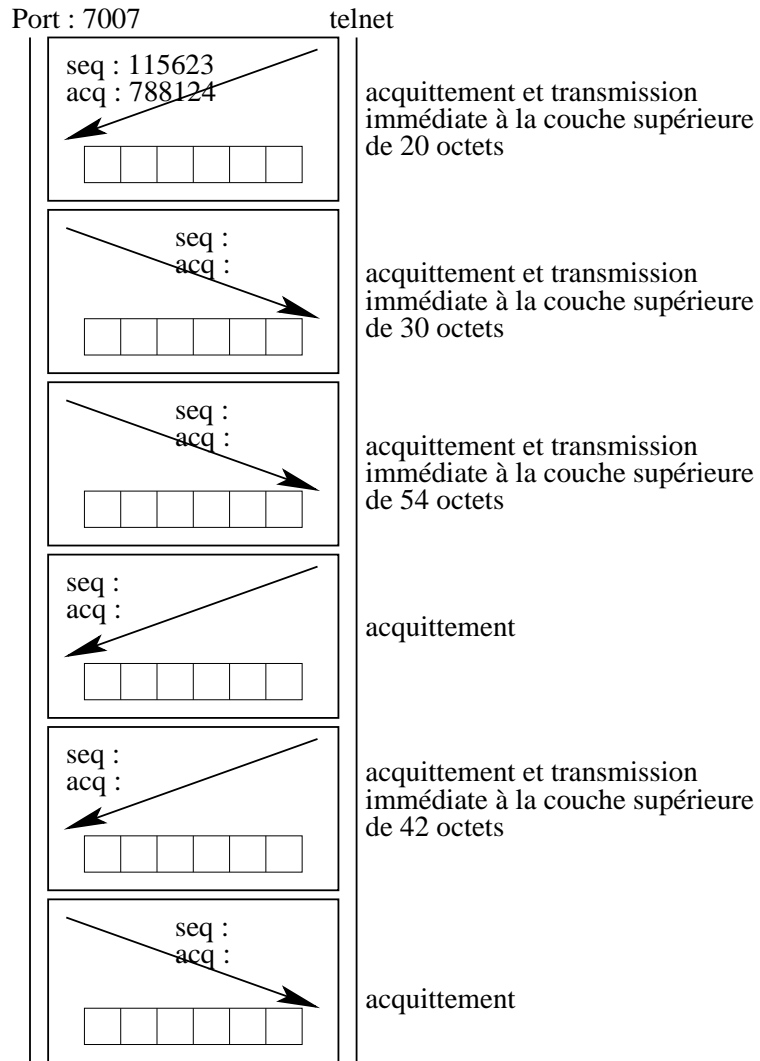 Port : 7007 telnet
seq : 115623
acq : 788124
acquittement et transmission
immédiate à la couche supérieure
de 20 octets
seq :
acq :
acquittement et transmission
immédiate à la couche supérieure
de 30 octets
seq :
acq :
acquittement et transmission
immédiate à la couche supérieure
de 54 octets
seq :
acq :
acquittement
seq :
acq :
acquittement et transmission
immédiate à la couche supérieure
de 42 octets
seq :
acq :
acquittement